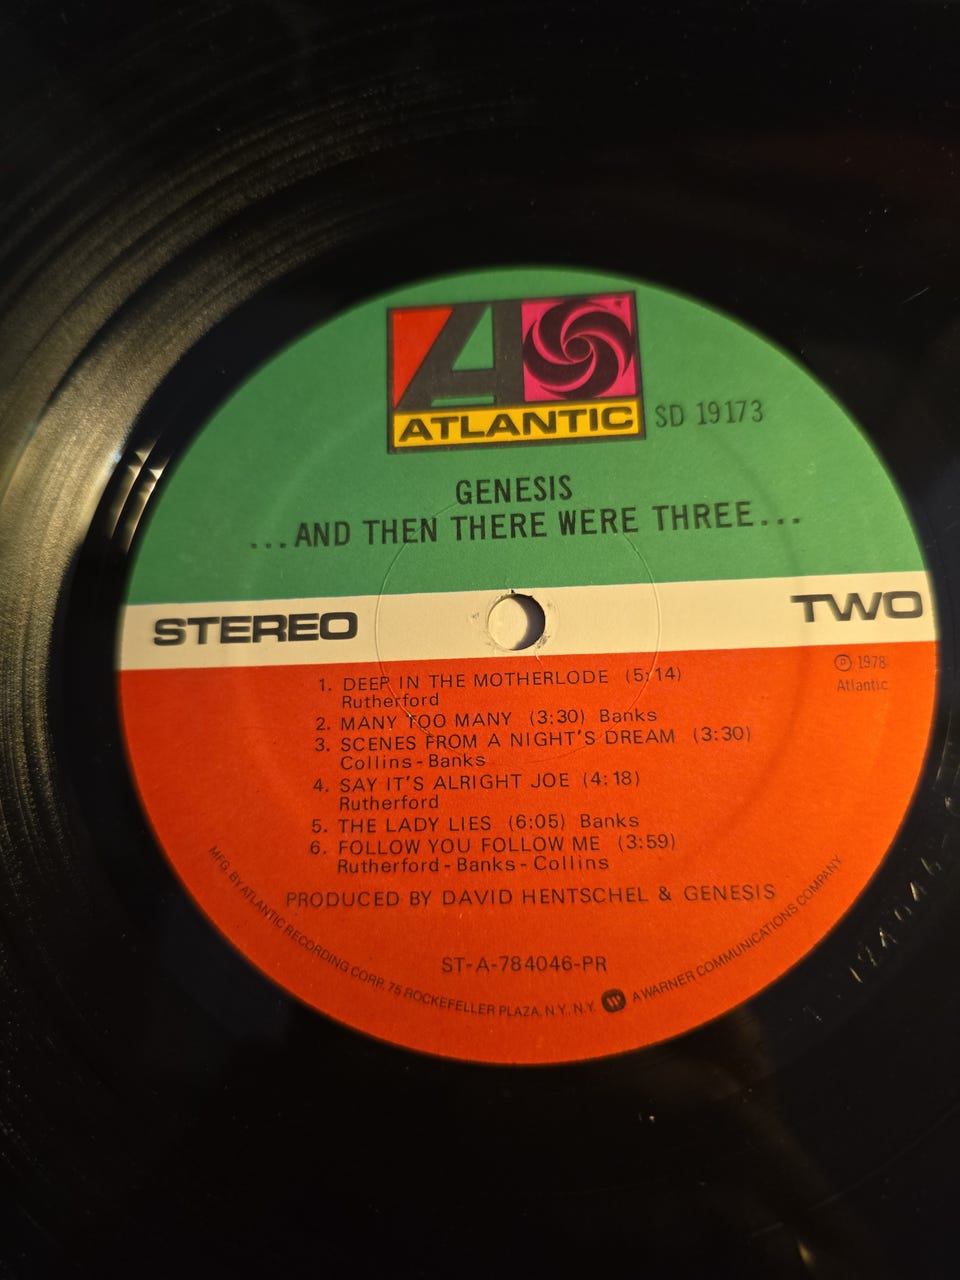 ATLANTIC
SD 19173
GENESIS
...AND THEN THERE WERE THREE...
STEREO
TWO
℗ 1978
Atlantic
1. DEEP IN THE MOTHERLODE (5:14)
Rutherford
2. MANY TOO MANY (3:30) Banks
3. SCENES FROM A NIGHT'S DREAM (3:30)
Collins-Banks
4. SAY IT'S ALRIGHT JOE (4:18)
Rutherford
5. THE LADY LIES (6:05) Banks
6. FOLLOW YOU FOLLOW ME (3:59)
Rutherford-Banks-Collins
PRODUCED BY DAVID HENTSCHEL & GENESIS
ST-A-784046-PR
MFG. BY ATLANTIC RECORDING CORP., 75 ROCKEFELLER PLAZA, N.Y., N.Y. W A WARNER COMMUNICATIONS COMPANY